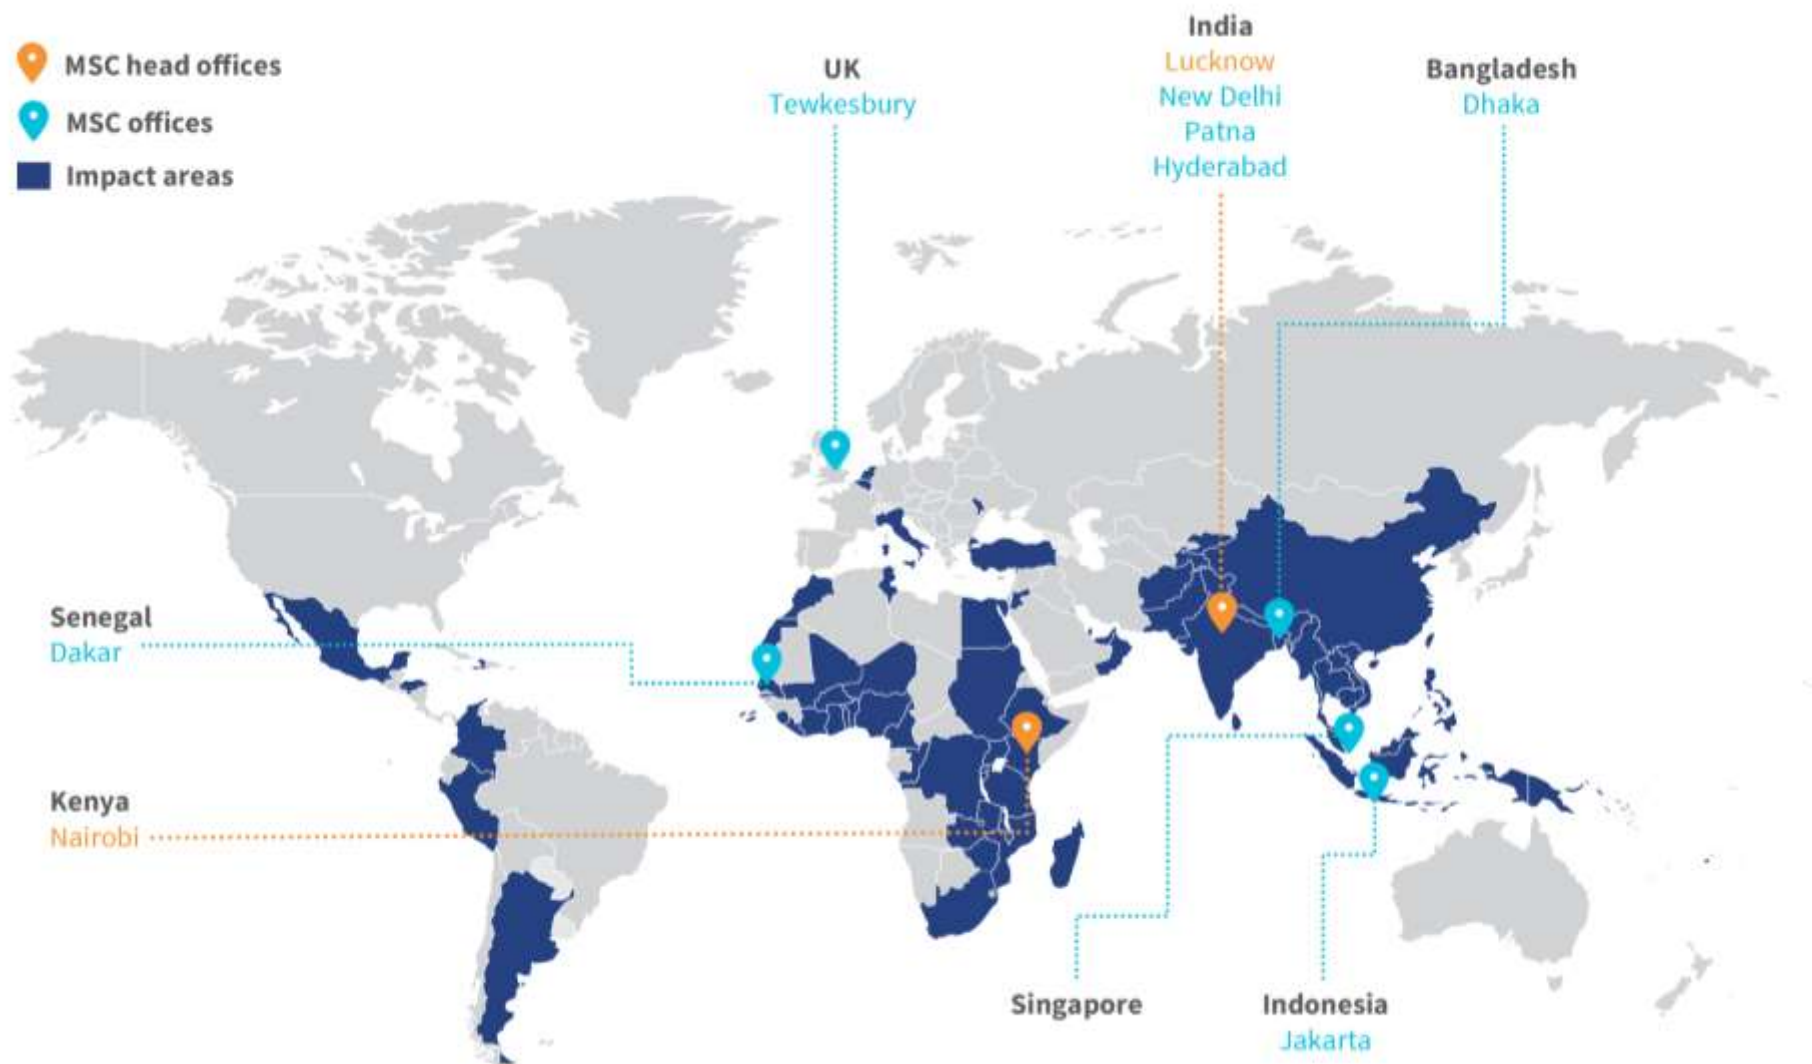 MSC head offices
MSC offices
Impact areas
UK
Tewkesbury
India
Lucknow
New Delhi
Patna
Hyderabad
Bangladesh
Dhaka
Senegal
Dakar
Kenya
Nairobi
Singapore
Indonesia
Jakarta